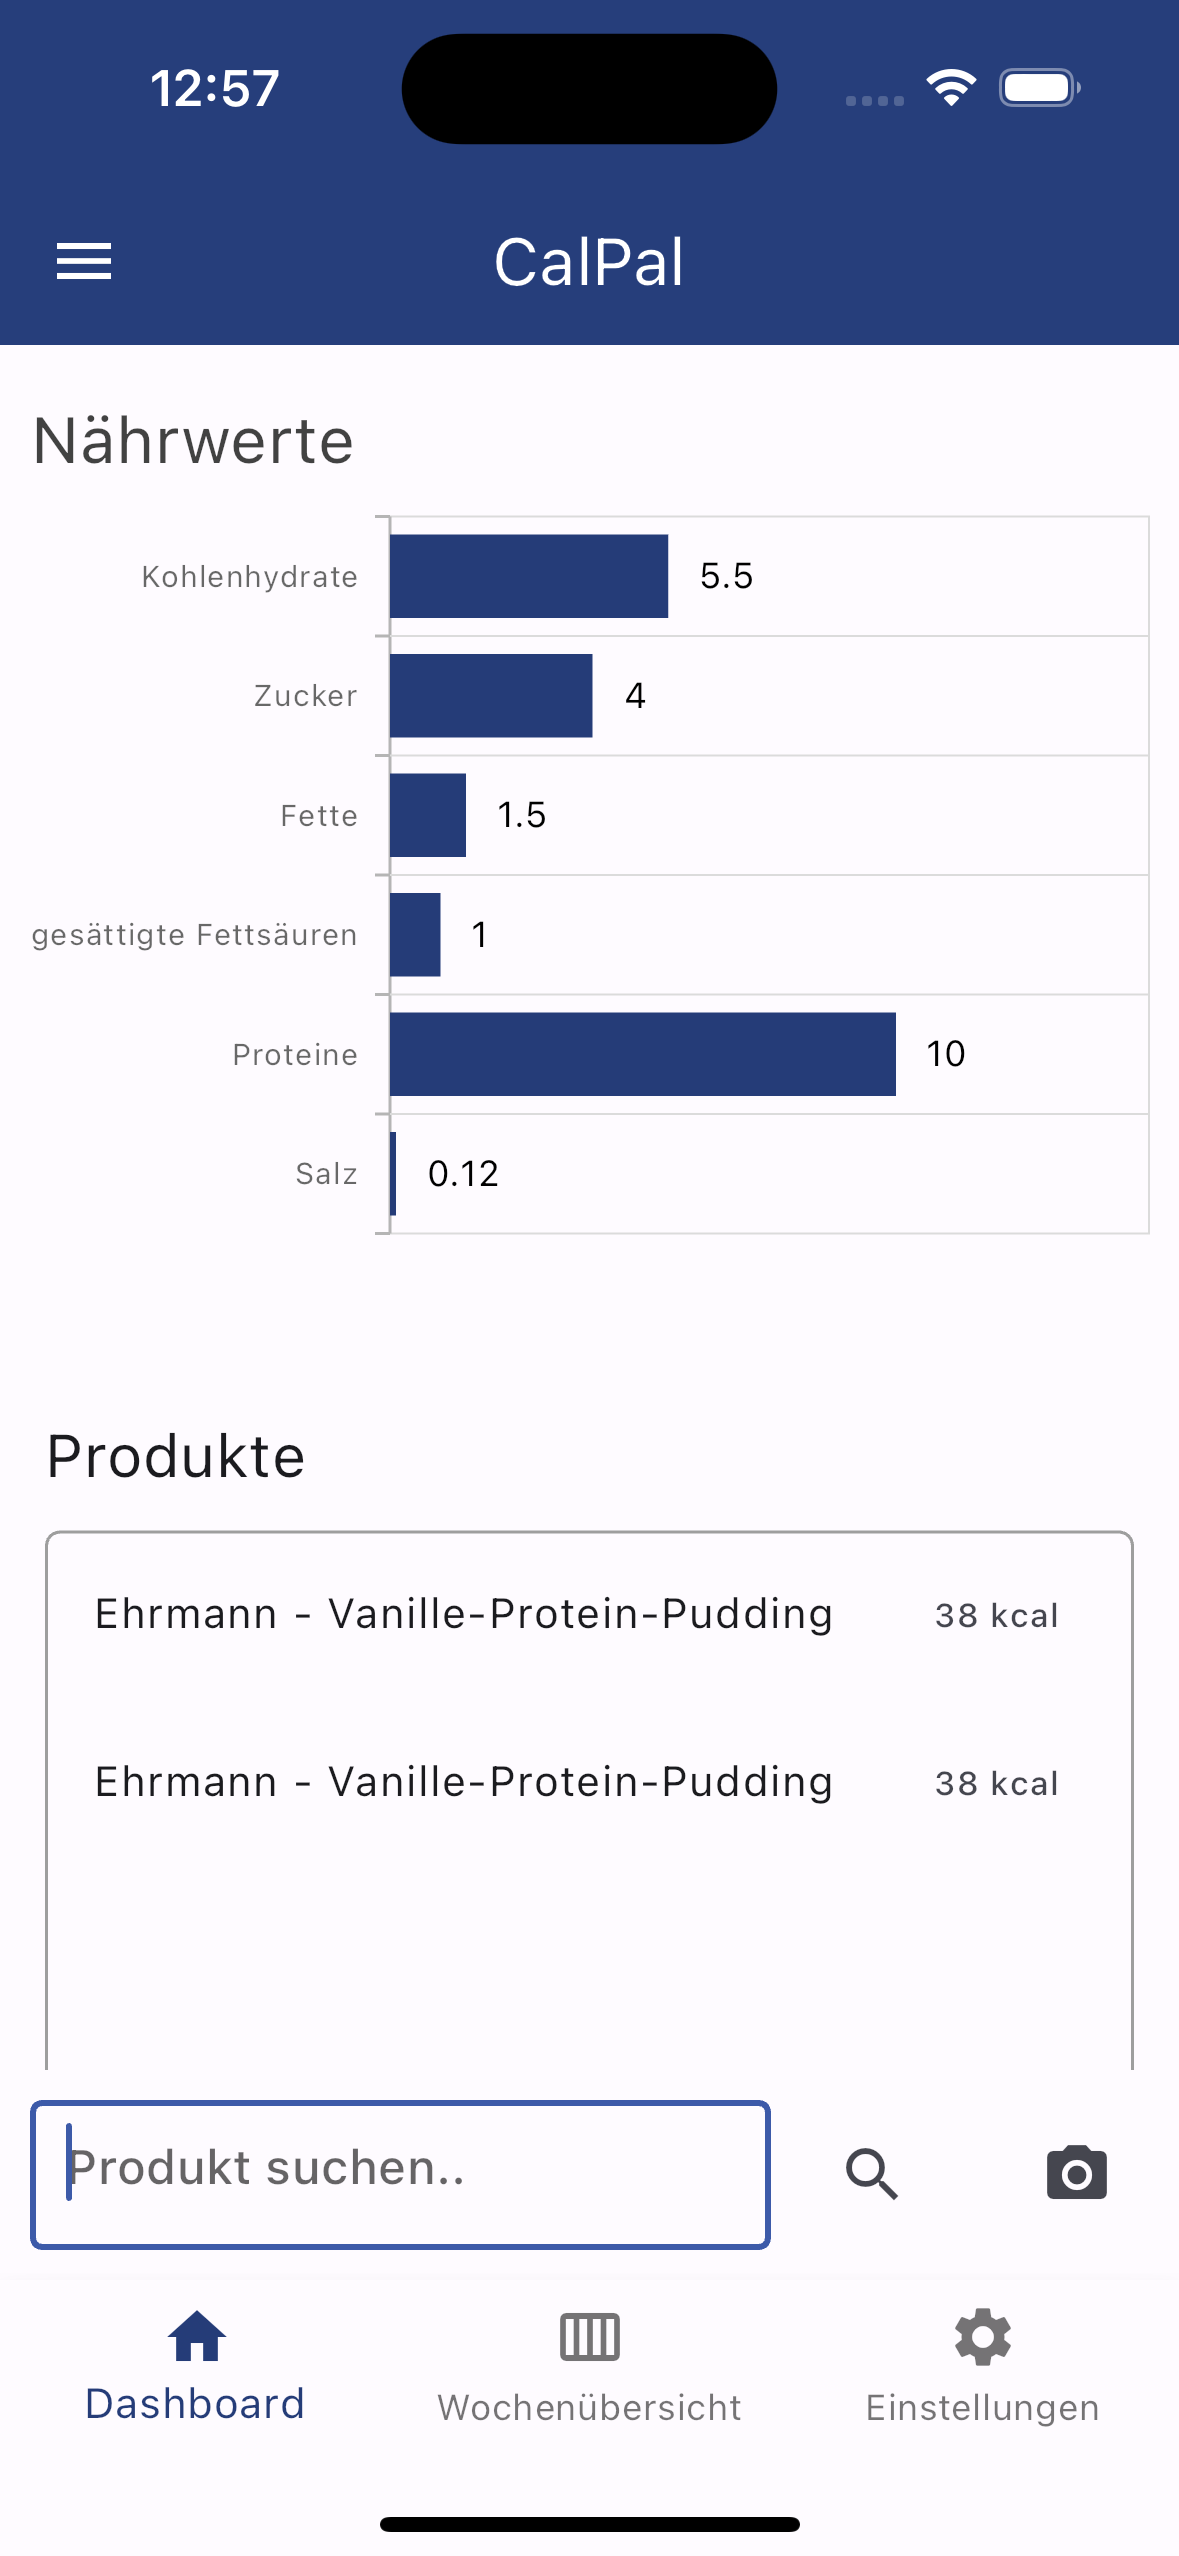 12:57
CalPal
Nährwerte
Kohlenhydrate 5.5
Zucker 4
Fette 1.5
gesättigte Fettsäuren 1
Proteine 10
Salz 0.12
Produkte
Ehrmann - Vanille-Protein-Pudding 38 kcal
Ehrmann - Vanille-Protein-Pudding 38 kcal
Produkt suchen..
Dashboard Wochenübersicht Einstellungen